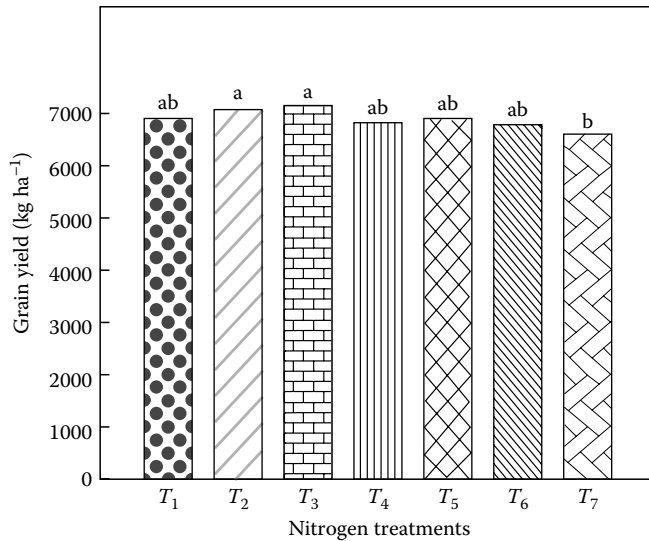 ab
a
a
ab
ab
ab
b
7000
6000
5000
4000
3000
2000
1000
0
Grain yield (kg ha⁻¹)
T₁ T₂ T₃ T₄ T₅ T₆ T₇
Nitrogen treatments